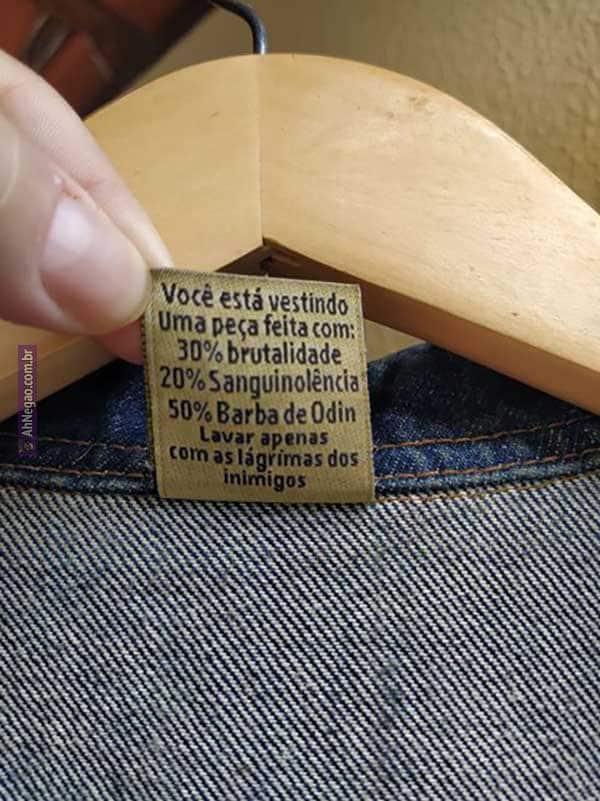 Você está vestindo
Uma peça feita com:
30% brutalidade
20% Sanguinolência
50% Barba de Odin
Lavar apenas
com as lágrimas dos
inimigos
© AhNegao.com.br